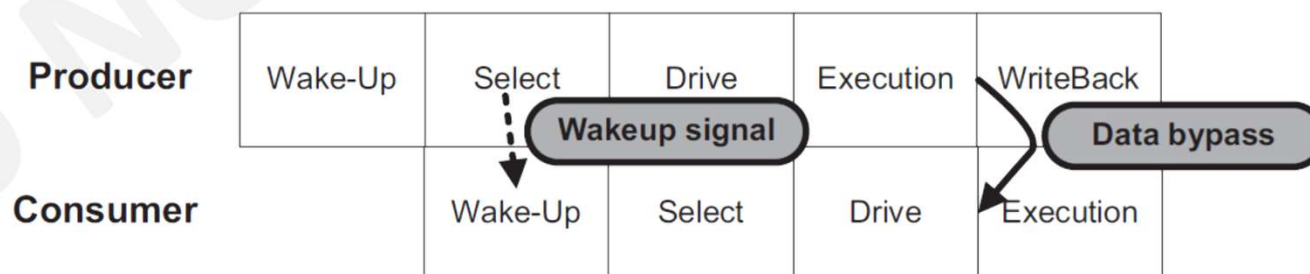 Producer Wake-Up Select Drive Execution WriteBack
Wakeup signal Data bypass
Consumer Wake-Up Select Drive Execution